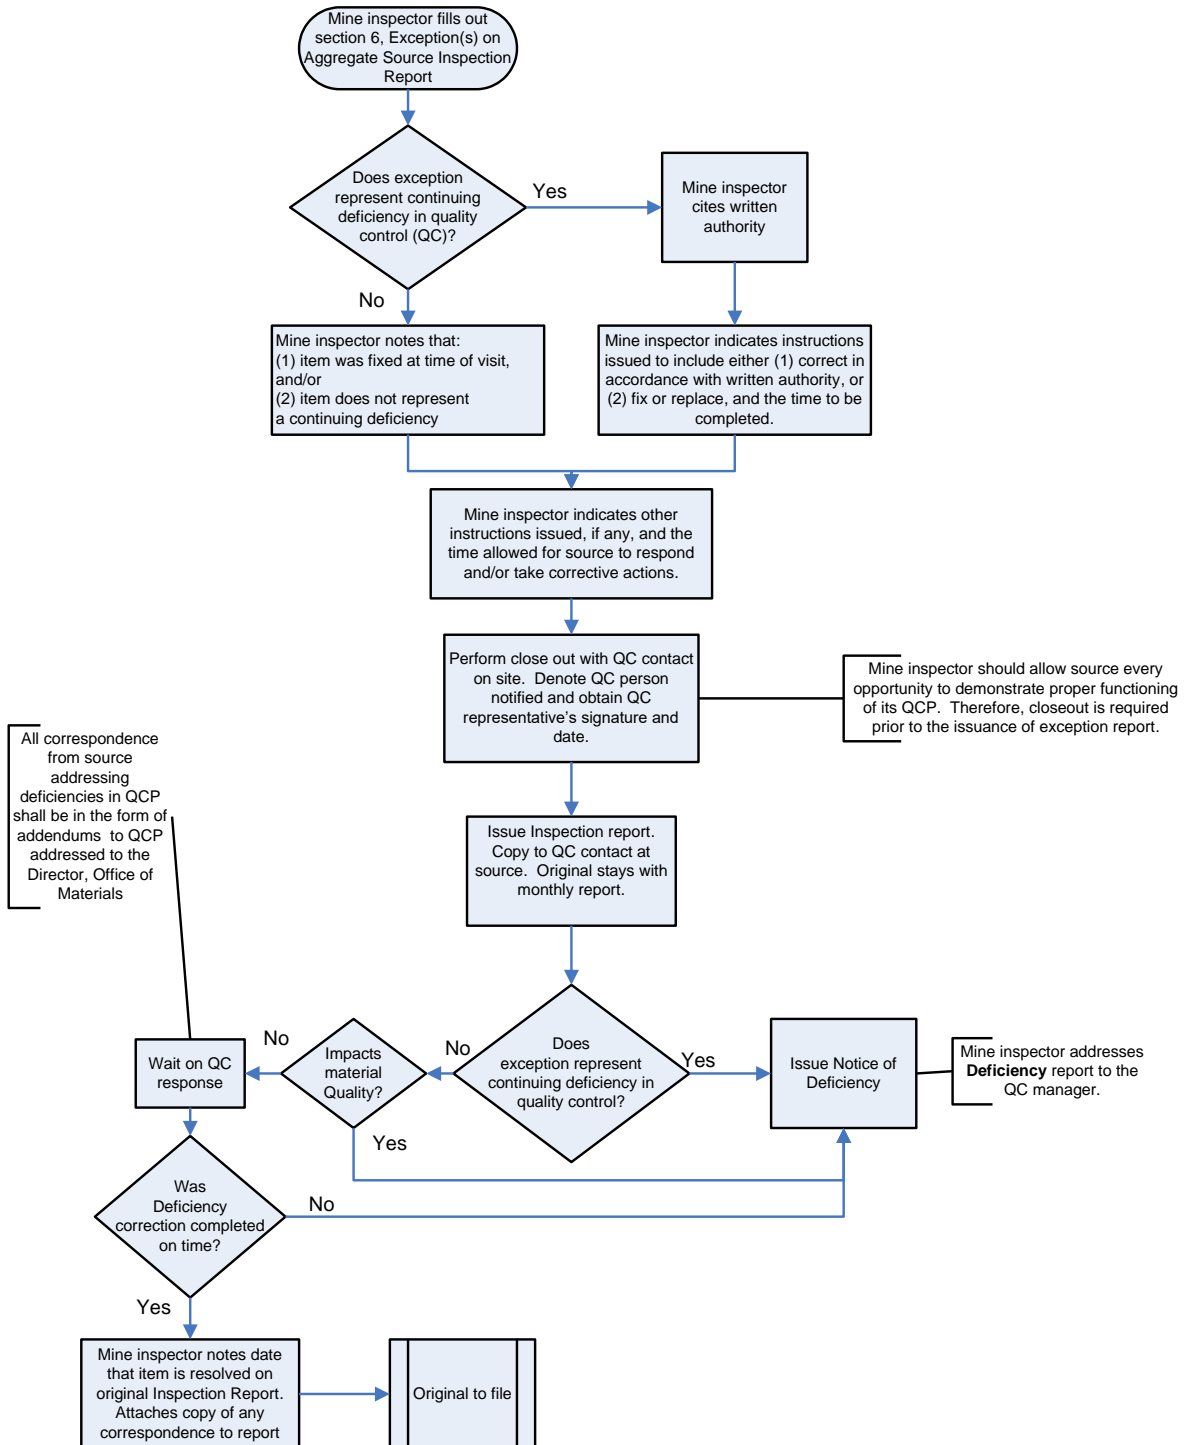 Mine inspector fills out
section 6, Exception(s) on
Aggregate Source Inspection
Report
Does exception
represent continuing
deficiency in quality
control (QC)?
Yes
Mine inspector
cites written
authority
No
Mine inspector notes that:
(1) item was fixed at time of visit,
and/or
(2) item does not represent
a continuing deficiency
Mine inspector indicates instructions
issued to include either (1) correct in
accordance with written authority, or
(2) fix or replace, and the time to be
completed.
Mine inspector indicates other
instructions issued, if any, and the
time allowed for source to respond
and/or take corrective actions.
Perform close out with QC contact
on site.  Denote QC person
notified and obtain QC
representative's signature and
date.
Mine inspector should allow source every
opportunity to demonstrate proper functioning
of its QCP.  Therefore, closeout is required
prior to the issuance of exception report.
All correspondence
from source
addressing
deficiencies in QCP
shall be in the form of
addendums  to QCP
addressed to the
Director, Office of
Materials
Issue Inspection report.
Copy to QC contact at
source.  Original stays with
monthly report.
Does
exception represent
continuing deficiency in
quality control?
No
Yes
Impacts
material
Quality?
No
Yes
Wait on QC
response
Issue Notice of
Deficiency
Mine inspector addresses
Deficiency report to the
QC manager.
Was
Deficiency
correction completed
on time?
No
Yes
Mine inspector notes date
that item is resolved on
original Inspection Report.
Attaches copy of any
correspondence to report
Original to file